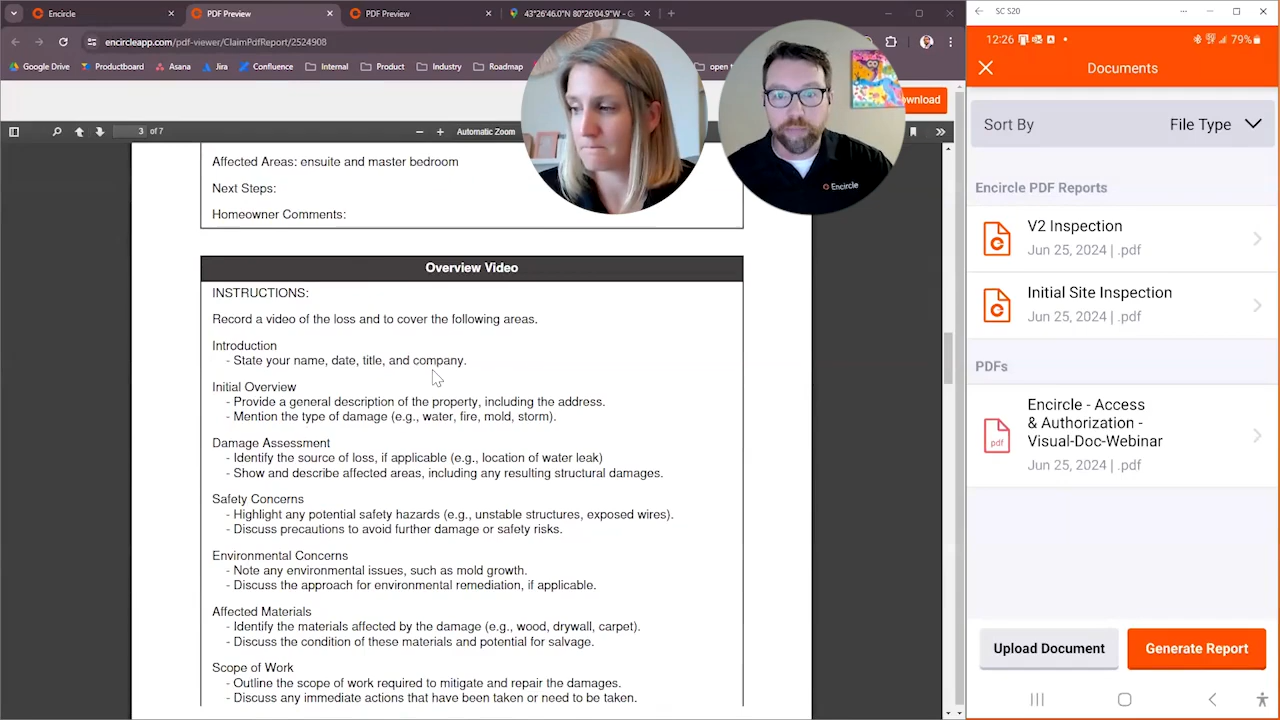 Encircle
PDF Preview
PDF Preview
43°26'46.0"N 80°26'04.9"W - G
encircleapp.com/pdf-viewer/ClaimPdfReport/2524908
Google Drive
Productboard
Asana
Jira
Confluence
Internal
Product
Industry
Roadmap
open t
wnload
3 of 7
Automatic Zoom
Affected Areas: ensuite and master bedroom
Next Steps:
Homeowner Comments:
Overview Video
INSTRUCTIONS:
Record a video of the loss and to cover the following areas.
Introduction
- State your name, date, title, and company.
Initial Overview
- Provide a general description of the property, including the address.
- Mention the type of damage (e.g., water, fire, mold, storm).
Damage Assessment
- Identify the source of loss, if applicable (e.g., location of water leak)
- Show and describe affected areas, including any resulting structural damages.
Safety Concerns
- Highlight any potential safety hazards (e.g., unstable structures, exposed wires).
- Discuss precautions to avoid further damage or safety risks.
Environmental Concerns
- Note any environmental issues, such as mold growth.
- Discuss the approach for environmental remediation, if applicable.
Affected Materials
- Identify the materials affected by the damage (e.g., wood, drywall, carpet).
- Discuss the condition of these materials and potential for salvage.
Scope of Work
- Outline the scope of work required to mitigate and repair the damages.
- Discuss any immediate actions that have been taken or need to be taken.
Encircle
SC S20
12:26
79%
Documents
Sort By
File Type
Encircle PDF Reports
V2 Inspection
Jun 25, 2024 | .pdf
Initial Site Inspection
Jun 25, 2024 | .pdf
PDFs
pdf
Encircle - Access
& Authorization -
Visual-Doc-Webinar
Jun 25, 2024 | .pdf
Upload Document
Generate Report